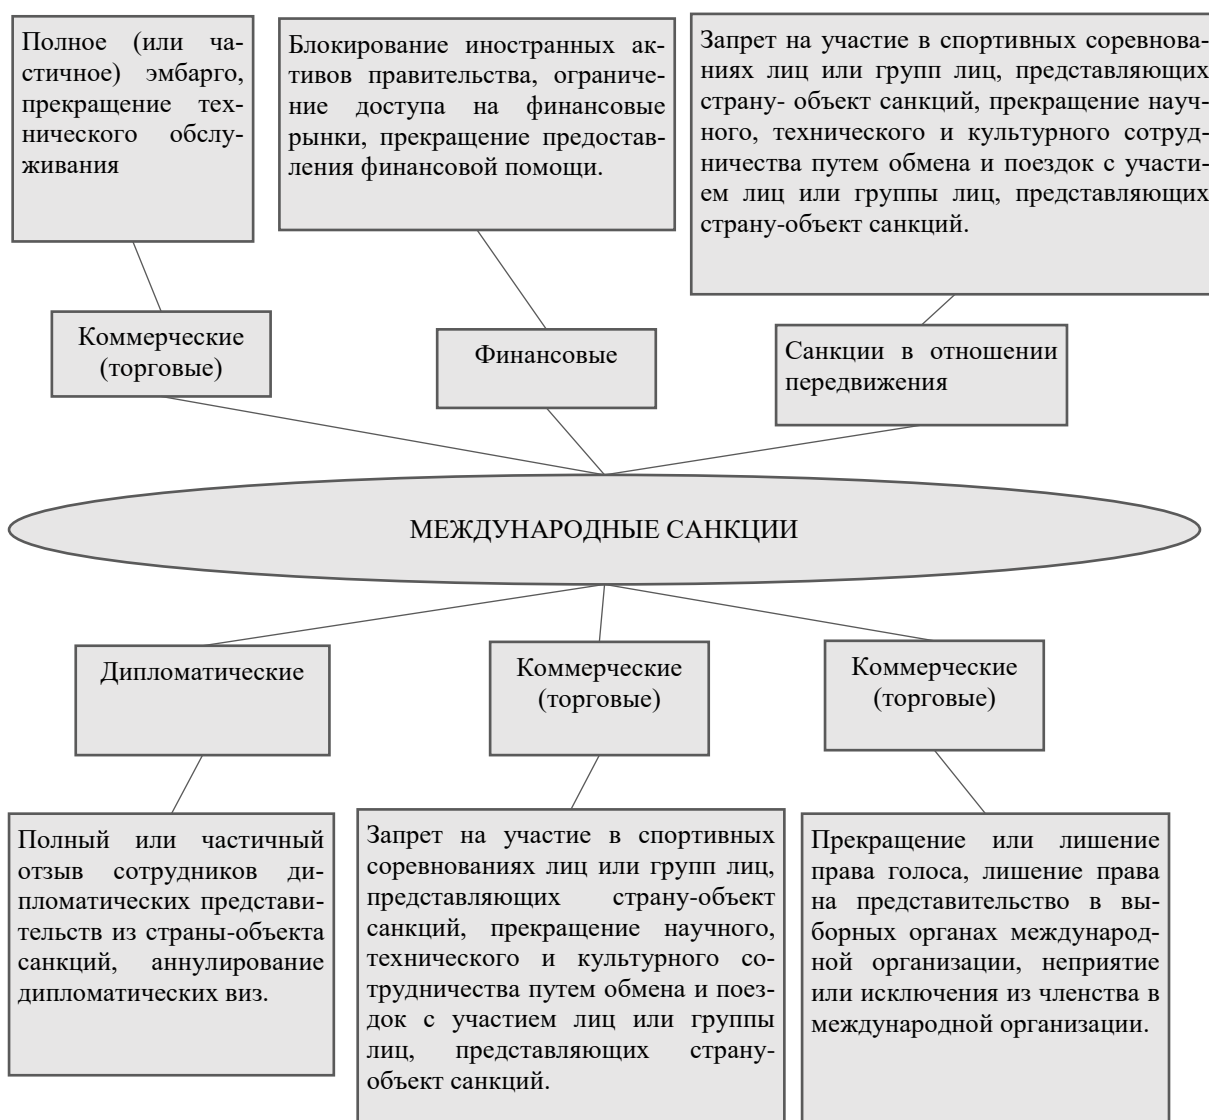 Полное (или ча-
стичное) эмбарго,
прекращение тех-
нического обслу-
живания
Блокирование иностранных ак-
тивов правительства, ограниче-
ние доступа на финансовые
рынки, прекращение предостав-
ления финансовой помощи.
Запрет на участие в спортивных соревнова-
ниях лиц или групп лиц, представляющих
страну- объект санкций, прекращение науч-
ного, технического и культурного сотруд-
ничества путем обмена и поездок с участи-
ем лиц или группы лиц, представляющих
страну-объект санкций.
Коммерческие
(торговые)
Финансовые
Санкции в отношении
передвижения
МЕЖДУНАРОДНЫЕ САНКЦИИ
Дипломатические
Коммерческие
(торговые)
Коммерческие
(торговые)
Полный или частичный
отзыв сотрудников ди-
пломатических представи-
тельств из страны-объекта
санкций, аннулирование
дипломатических виз.
Запрет на участие в спортивных
соревнованиях лиц или групп лиц,
представляющих страну-объект
санкций, прекращение научного,
технического и культурного со-
трудничества путем обмена и поез-
док с участием лиц или группы
лиц, представляющих страну-
объект санкций.
Прекращение или лишение
права голоса, лишение права
на представительство в вы-
борных органах международ-
ной организации, неприятие
или исключения из членства в
международной организации.